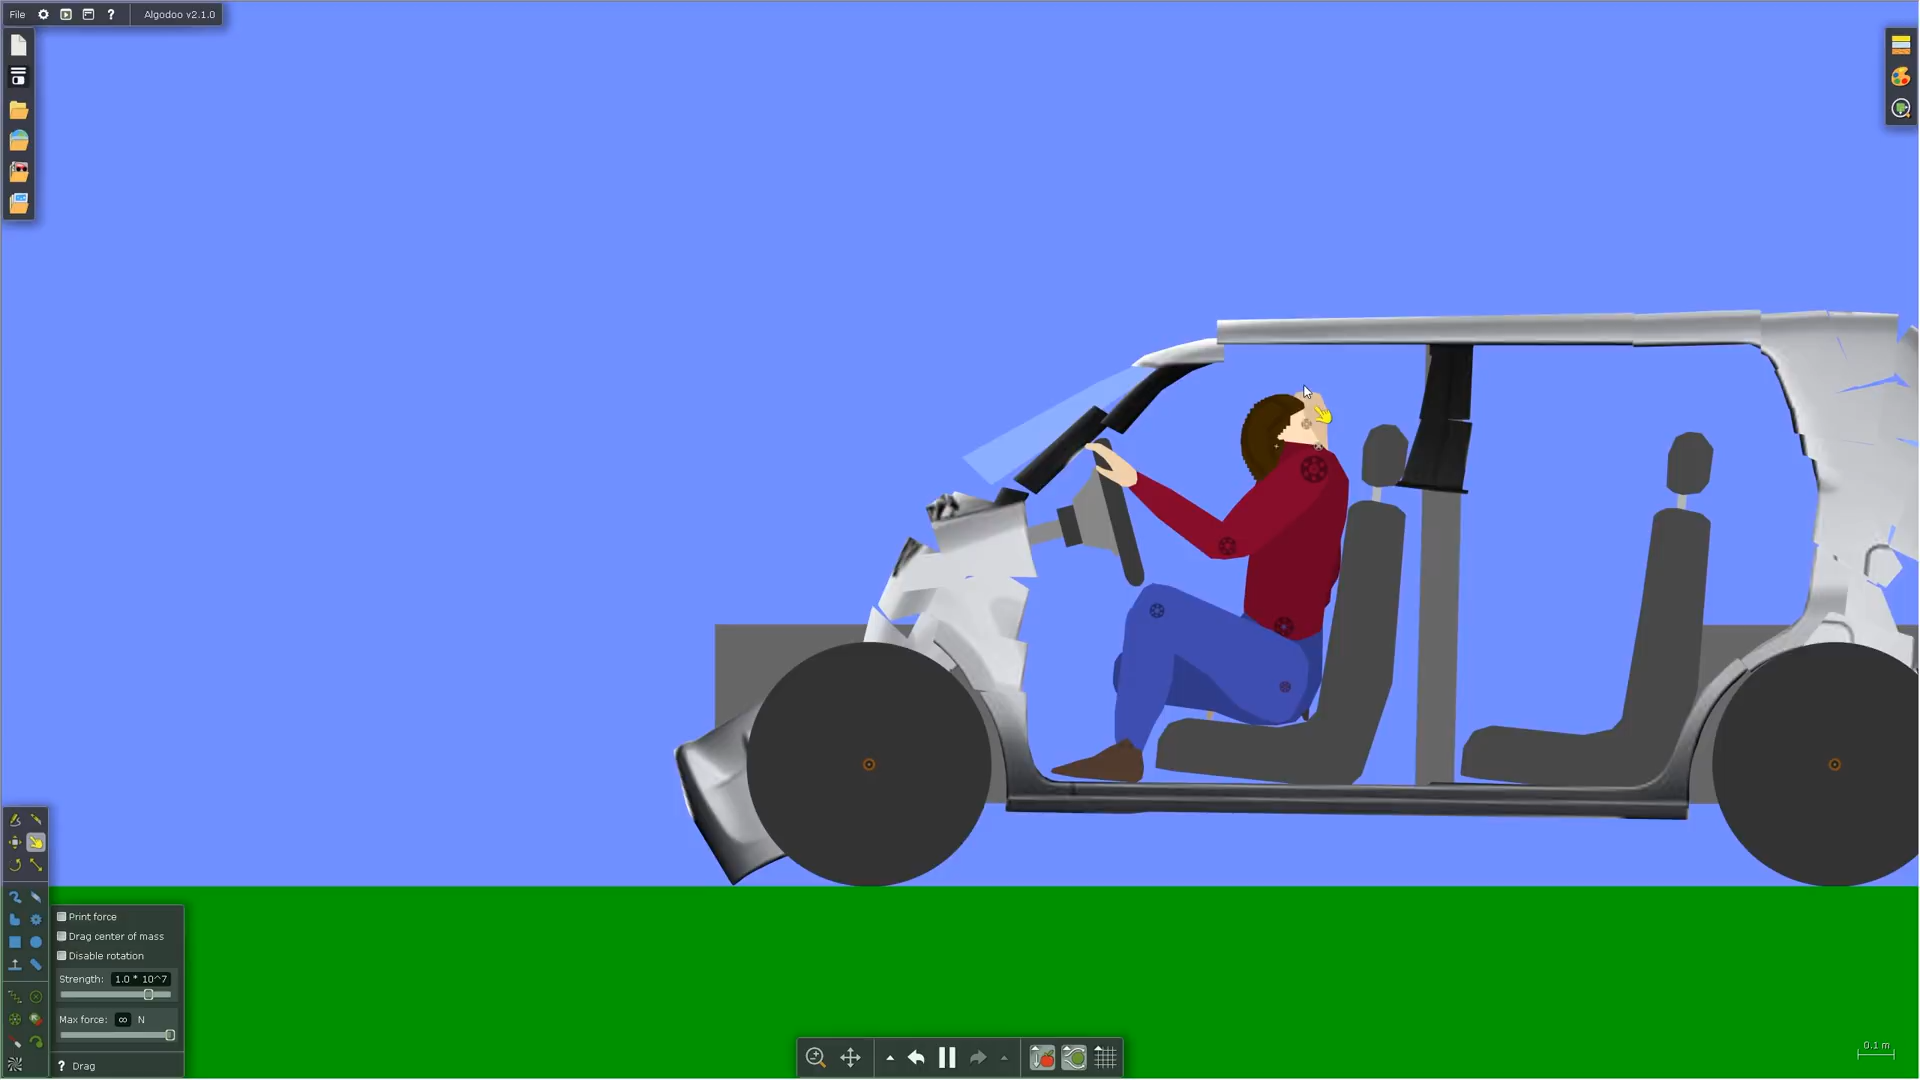 File ? Algodoo v2.1.0
Print force
Drag center of mass
Disable rotation
Strength: 1.0 * 10^7
Max force: ∞ N
? Drag
0.1 m